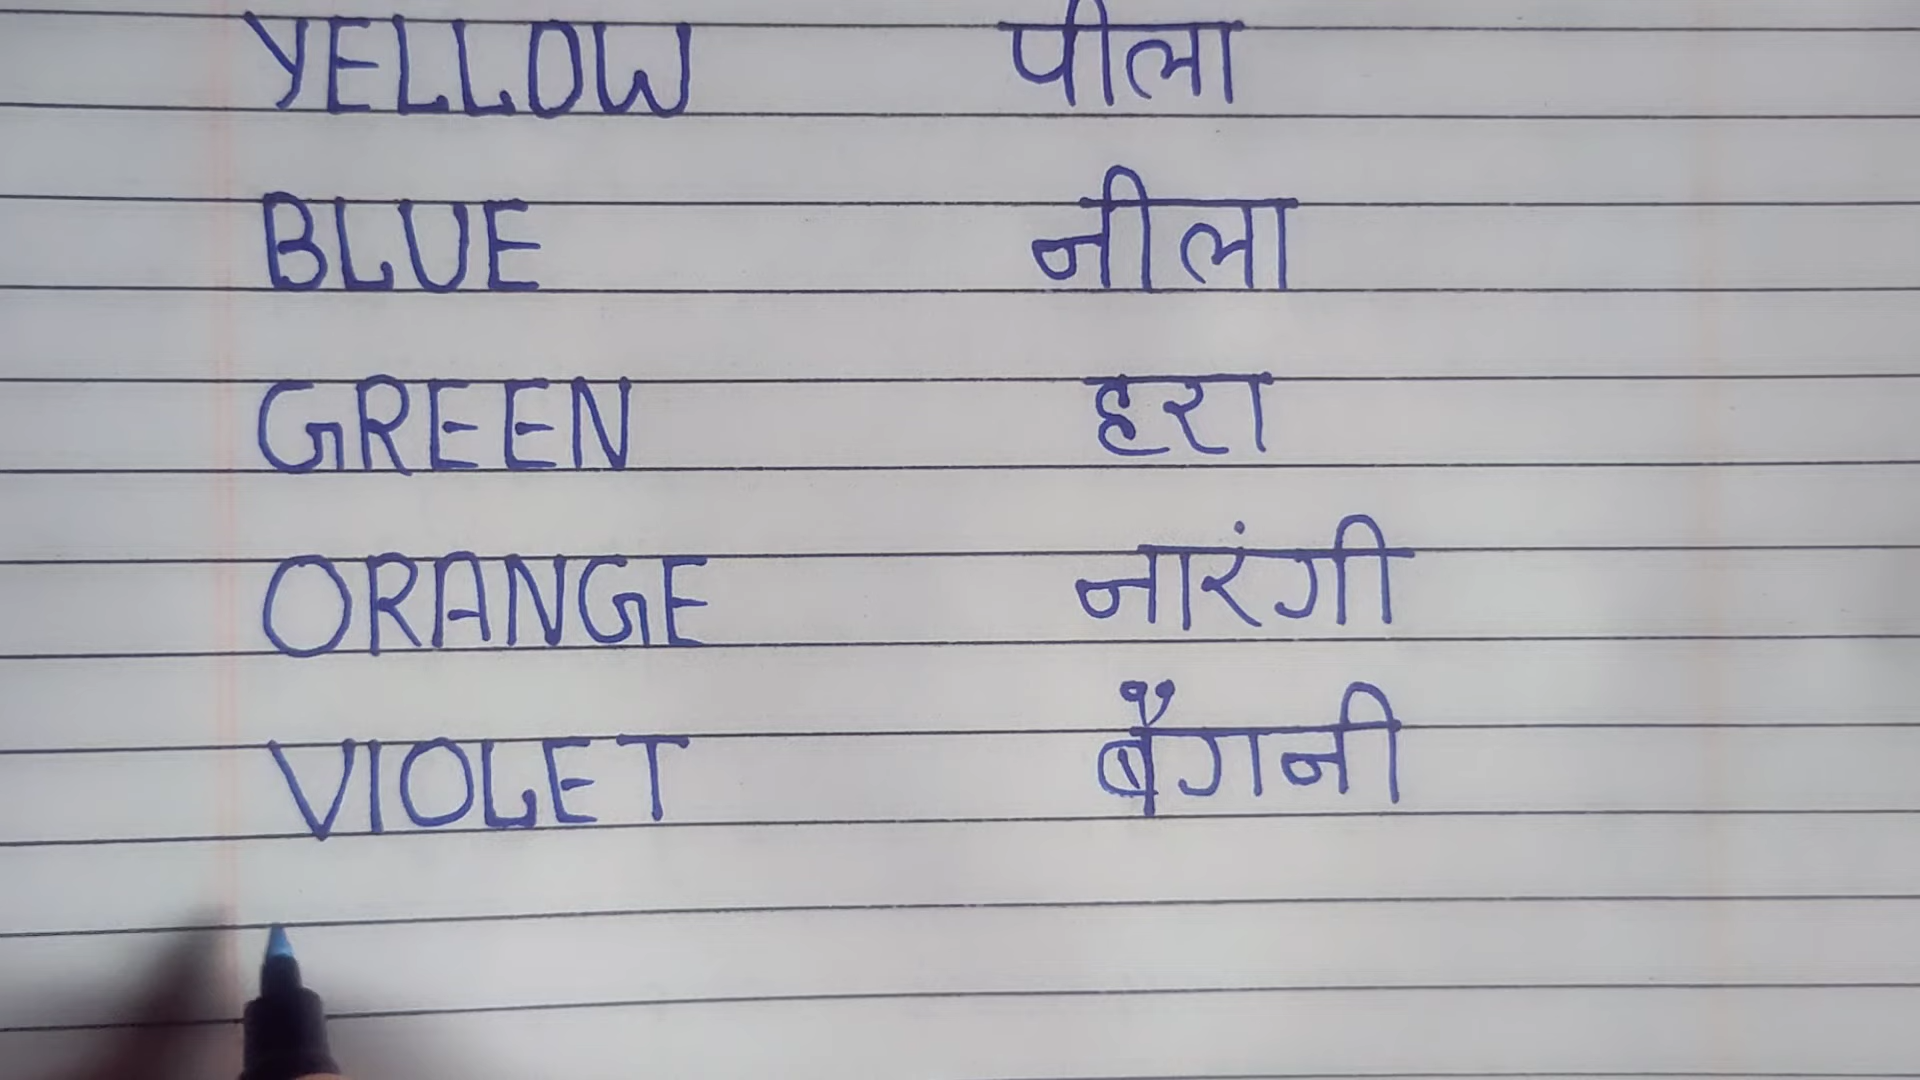 YELLOW पीला
BLUE नीला
GREEN हरा
ORANGE नारंगी
VIOLET बैगनी